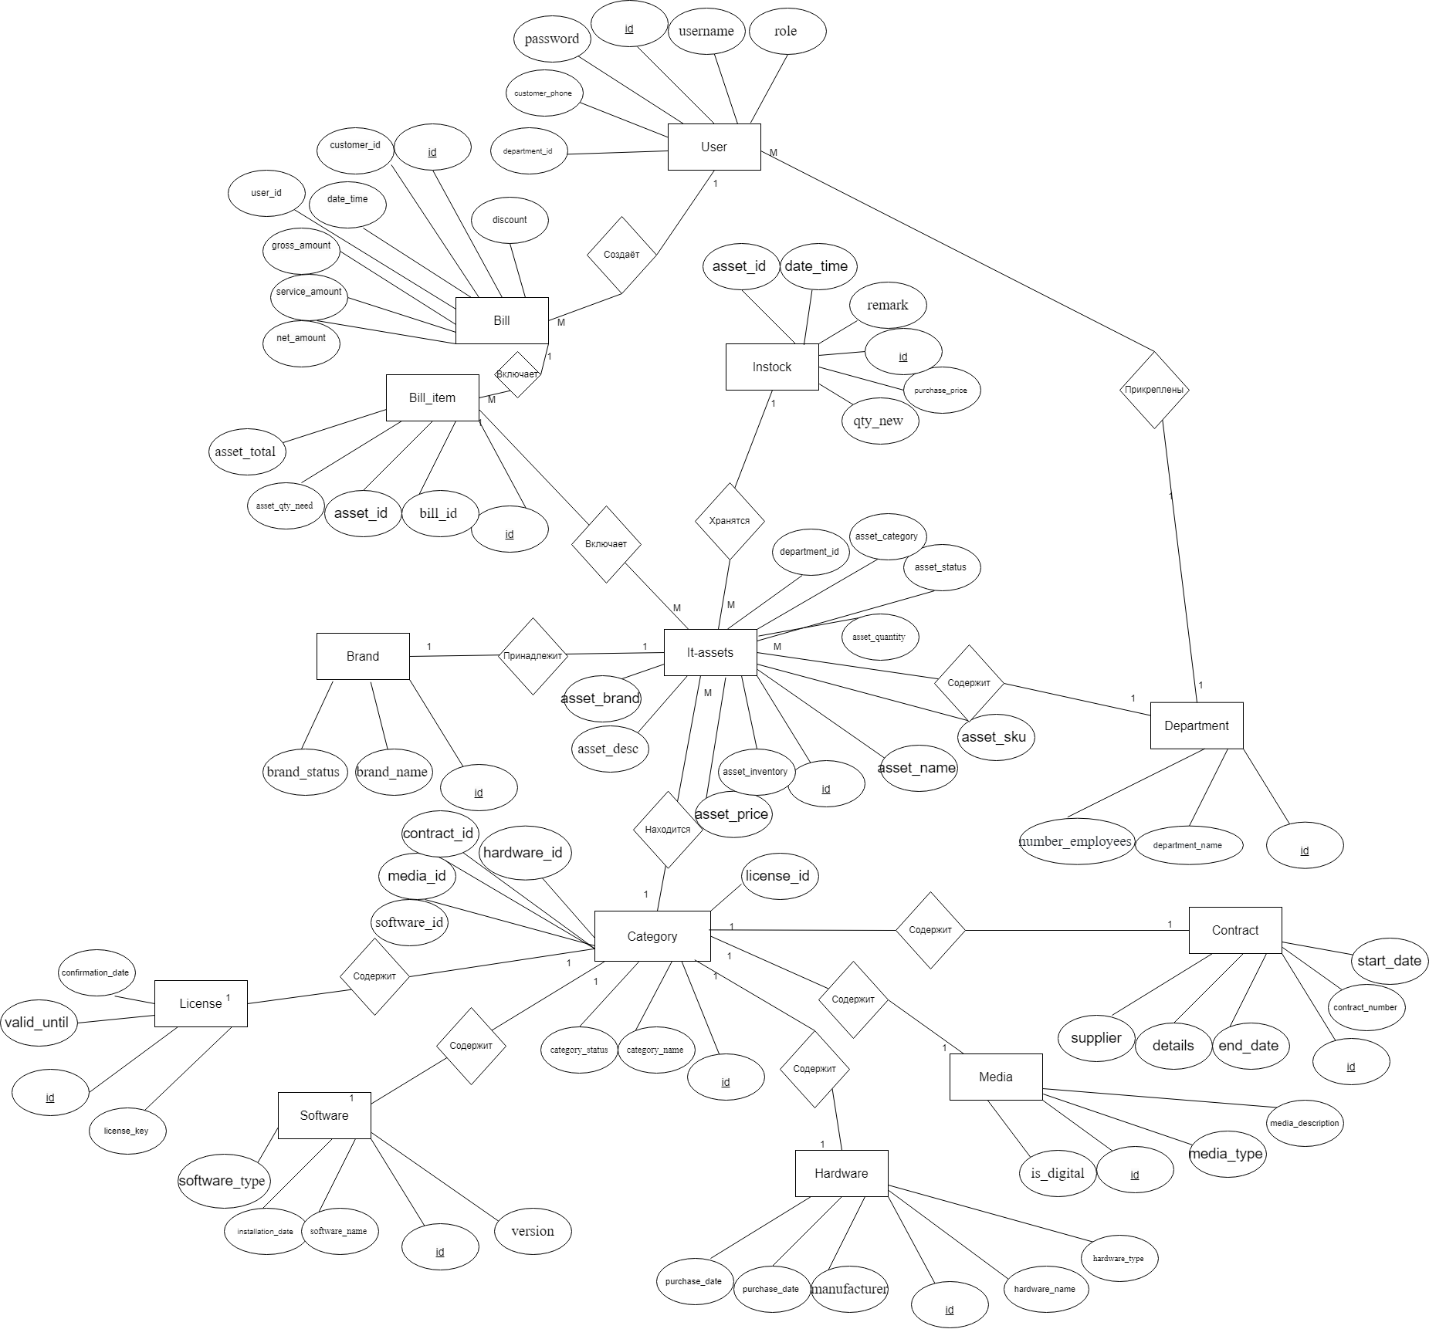 id
username
role
password
customer_phone
department_id
User
M
1
customer_id
id
user_id
date_time
discount
gross_amount
service_amount
net_amount
Создаёт
Bill
M
1
Включает
Bill_item
M
1
asset_total
asset_qty_need
asset_id
bill_id
id
Включает
M
asset_id
date_time
remark
id
purchase_price
qty_new
Instock
1
Хранятся
M
Прикреплены
1
1
department_id
asset_category
asset_status
asset_quantity
Brand
1
Принадлежит
1
It-assets
M
Содержит
1
Department
asset_brand
asset_desc
M
asset_inventory
asset_price
id
asset_name
asset_sku
brand_status
brand_name
id
number_employees
department_name
id
Находится
1
contract_id
hardware_id
media_id
software_id
license_id
Category
1
Содержит
1
Contract
start_date
contract_number
supplier
details
end_date
id
confirmation_date
valid_until
License
1
Содержит
1
id
license_key
1
Содержит
1
Software
category_status
category_name
id
1
Содержит
1
Hardware
1
Содержит
1
Media
media_description
media_type
is_digital
id
software_type
installation_date
software_name
id
version
purchase_date
purchase_date
manufacturer
id
hardware_name
hardware_type